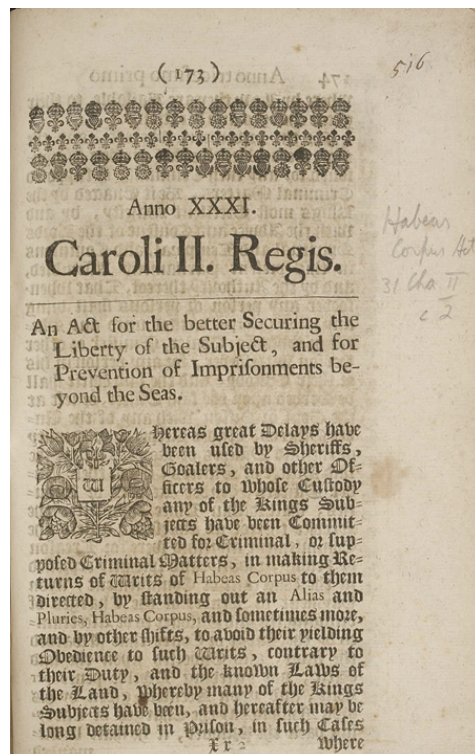 (173)
516
Anno XXXI.
Caroli II. Regis.
Habeas
Corpus Act
31 Cha II
c 2
An Act for the better Securing the
Liberty of the Subject, and for
Prevention of Imprisonments be-
yond the Seas.
Whereas great Delays have
been used by Sheriffs,
Goalers, and other Of-
ficers to whose Custody
any of the Kings Sub-
jects have been Commit-
ted for Criminal, or sup-
posed Criminal Matters, in making Re-
turns of Writs of Habeas Corpus to them
directed, by standing out an Alias and
Pluries, Habeas Corpus, and sometimes more,
and by other shifts, to avoid their yielding
Obedience to such Writs, contrary to
their Duty, and the known Laws of
the Land, whereby many of the Kings
Subjects have been, and hereafter may be
long detained in Prison, in such Cases
Xx 2 where